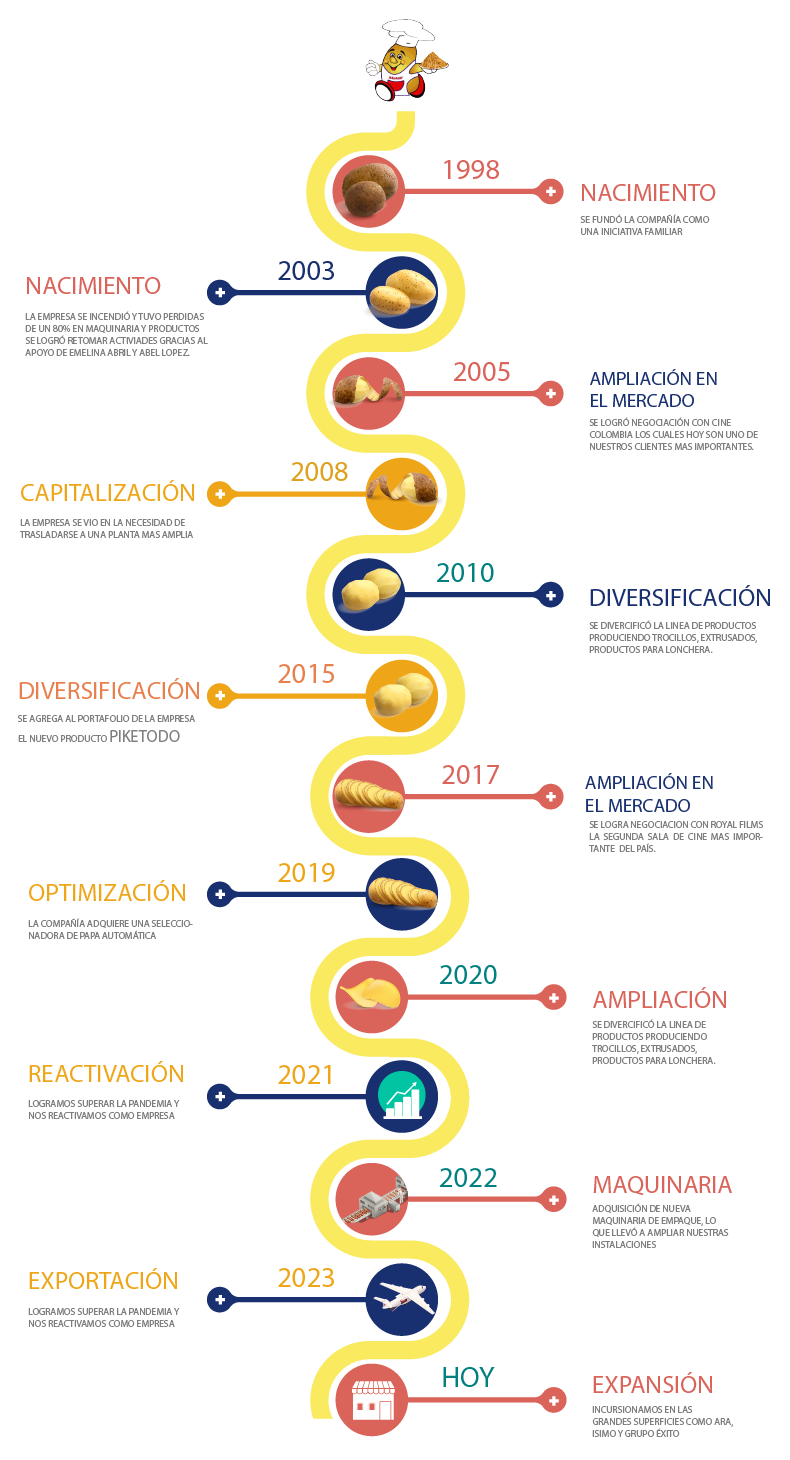 1998
NACIMIENTO
SE FUNDÓ LA COMPAÑÍA COMO
UNA INICIATIVA FAMILIAR
2003
NACIMIENTO
LA EMPRESA SE INCENDIÓ Y TUVO PERDIDAS
DE UN 80% EN MAQUINARIA Y PRODUCTOS
SE LOGRÓ RETOMAR ACTIVIADES GRACIAS AL
APOYO DE EMELINA ABRIL Y ABEL LOPEZ.
2005
AMPLIACIÓN EN
EL MERCADO
SE LOGRÓ NEGOCIACIÓN CON CINE
COLOMBIA LOS CUALES HOY SON UNO DE
NUESTROS CLIENTES MAS IMPORTANTES.
2008
CAPITALIZACIÓN
LA EMPRESA SE VIO EN LA NECESIDAD DE
TRASLADARSE A UNA PLANTA MAS AMPLIA
2010
DIVERSIFICACIÓN
SE DIVERCIFICÓ LA LINEA DE PRODUCTOS
PRODUCIENDO TROCILLOS, EXTRUSADOS,
PRODUCTOS PARA LONCHERA.
2015
DIVERSIFICACIÓN
SE AGREGA AL PORTAFOLIO DE LA EMPRESA
EL NUEVO PRODUCTO PIKETODO
2017
AMPLIACIÓN EN
EL MERCADO
SE LOGRA NEGOCIACION CON ROYAL FILMS
LA SEGUNDA SALA DE CINE MAS IMPOR-
TANTE DEL PAÍS.
2019
OPTIMIZACIÓN
LA COMPAÑÍA ADQUIERE UNA SELECCIO-
NADORA DE PAPA AUTOMÁTICA
2020
AMPLIACIÓN
SE DIVERCIFICÓ LA LINEA DE
PRODUCTOS PRODUCIENDO
TROCILLOS, EXTRUSADOS,
PRODUCTOS PARA LONCHERA.
2021
REACTIVACIÓN
LOGRAMOS SUPERAR LA PANDEMIA Y
NOS REACTIVAMOS COMO EMPRESA
2022
MAQUINARIA
ADQUISICIÓN DE NUEVA
MAQUINARIA DE EMPAQUE, LO
QUE LLEVÓ A AMPLIAR NUESTRAS
INSTALACIONES
2023
EXPORTACIÓN
LOGRAMOS SUPERAR LA PANDEMIA Y
NOS REACTIVAMOS COMO EMPRESA
HOY
EXPANSIÓN
INCURSIONAMOS EN LAS
GRANDES SUPERFICIES COMO ARA,
ISIMO Y GRUPO ÉXITO